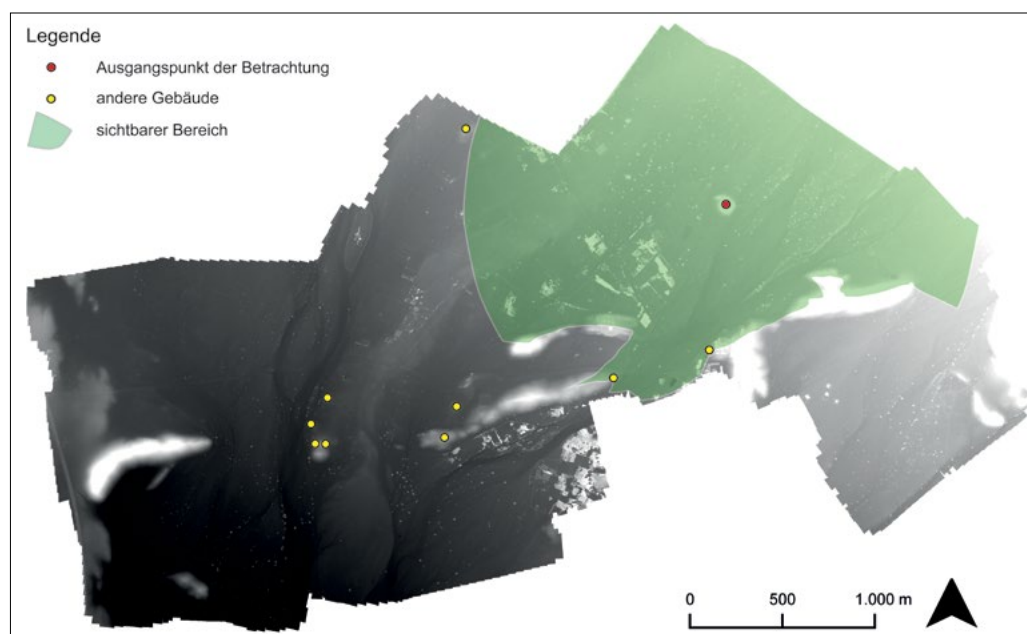 Legende
Ausgangspunkt der Betrachtung
andere Gebäude
sichtbarer Bereich
0 500 1.000 m